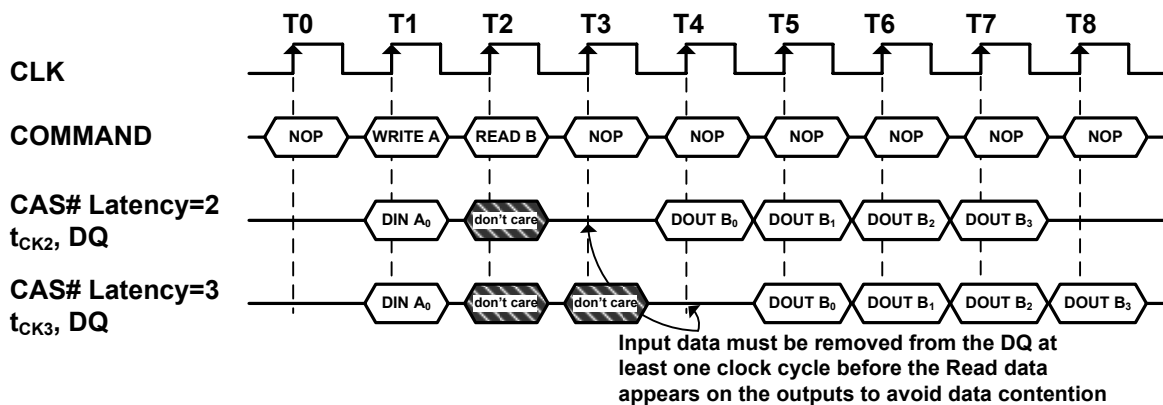 T0 T1 T2 T3 T4 T5 T6 T7 T8
CLK
COMMAND NOP WRITE A READ B NOP NOP NOP NOP NOP NOP
CAS# Latency=2
tCK2, DQ DIN A0 don't care DOUT B0 DOUT B1 DOUT B2 DOUT B3
CAS# Latency=3
tCK3, DQ DIN A0 don't care don't care DOUT B0 DOUT B1 DOUT B2 DOUT B3
Input data must be removed from the DQ at
least one clock cycle before the Read data
appears on the outputs to avoid data contention